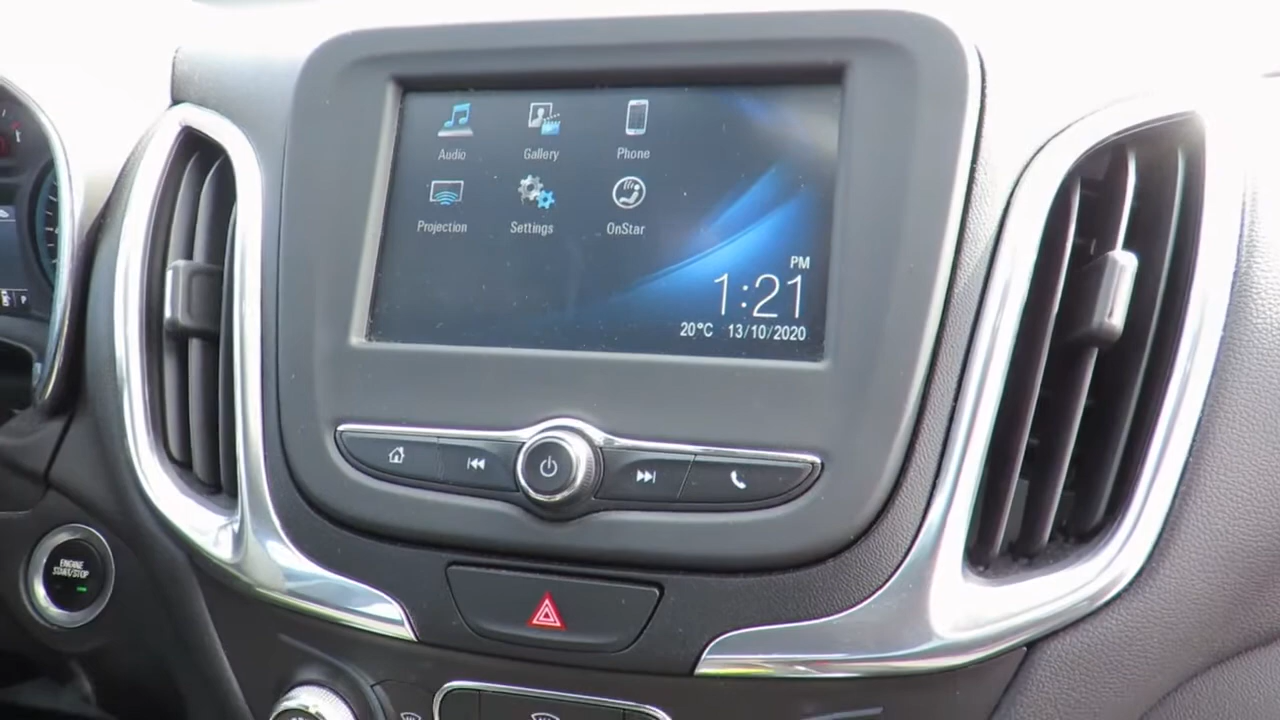 Audio Gallery Phone
Projection Settings OnStar
PM
1:21
20°C 13/10/2020
ENGINE
START/STOP
P